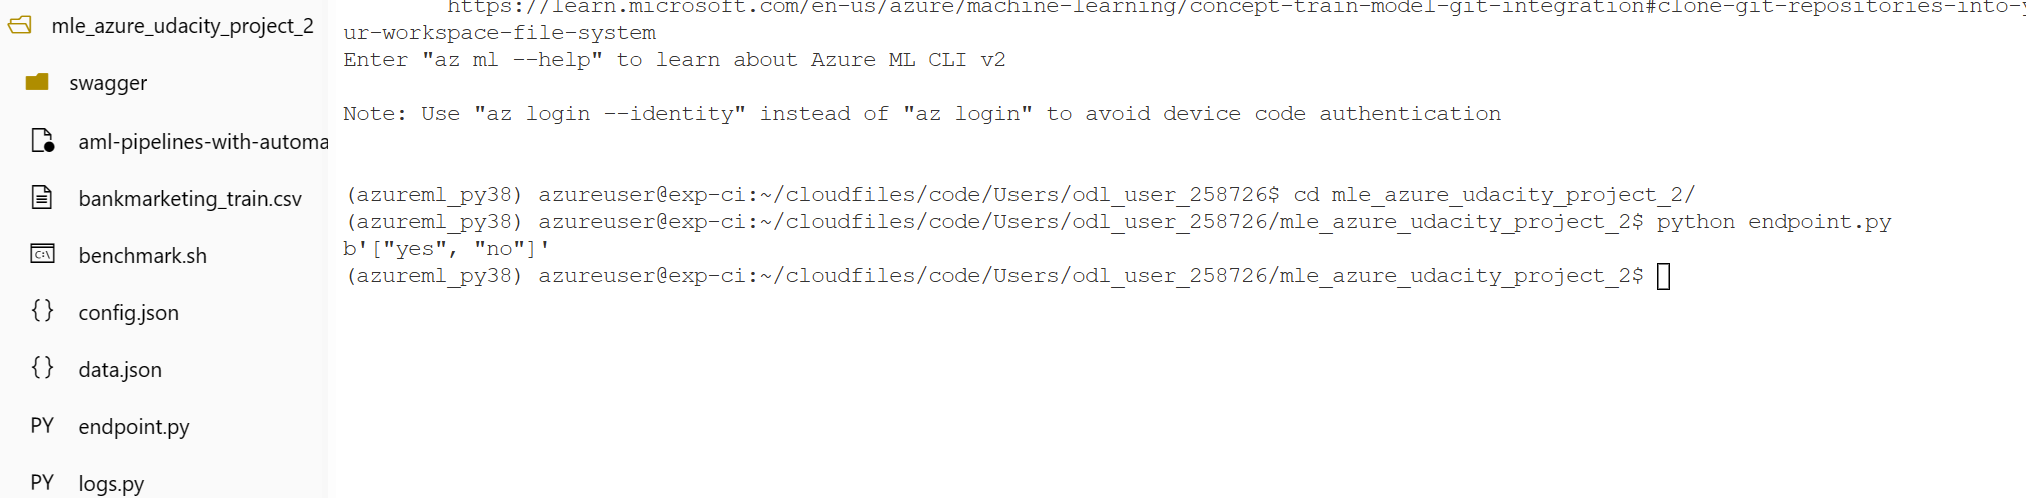 mle_azure_udacity_project_2
swagger
aml-pipelines-with-automa
bankmarketing_train.csv
benchmark.sh
config.json
data.json
PY endpoint.py
PY logs.py
https://learn.microsoft.com/en-us/azure/machine-learning/concept-train-model-git-integration#clone-git-repositories-into-y
ur-workspace-file-system
Enter "az ml --help" to learn about Azure ML CLI v2
Note: Use "az login --identity" instead of "az login" to avoid device code authentication
(azureml_py38) azureuser@exp-ci:~/cloudfiles/code/Users/odl_user_258726$ cd mle_azure_udacity_project_2/
(azureml_py38) azureuser@exp-ci:~/cloudfiles/code/Users/odl_user_258726/mle_azure_udacity_project_2$ python endpoint.py
b'["yes", "no"]'
(azureml_py38) azureuser@exp-ci:~/cloudfiles/code/Users/odl_user_258726/mle_azure_udacity_project_2$